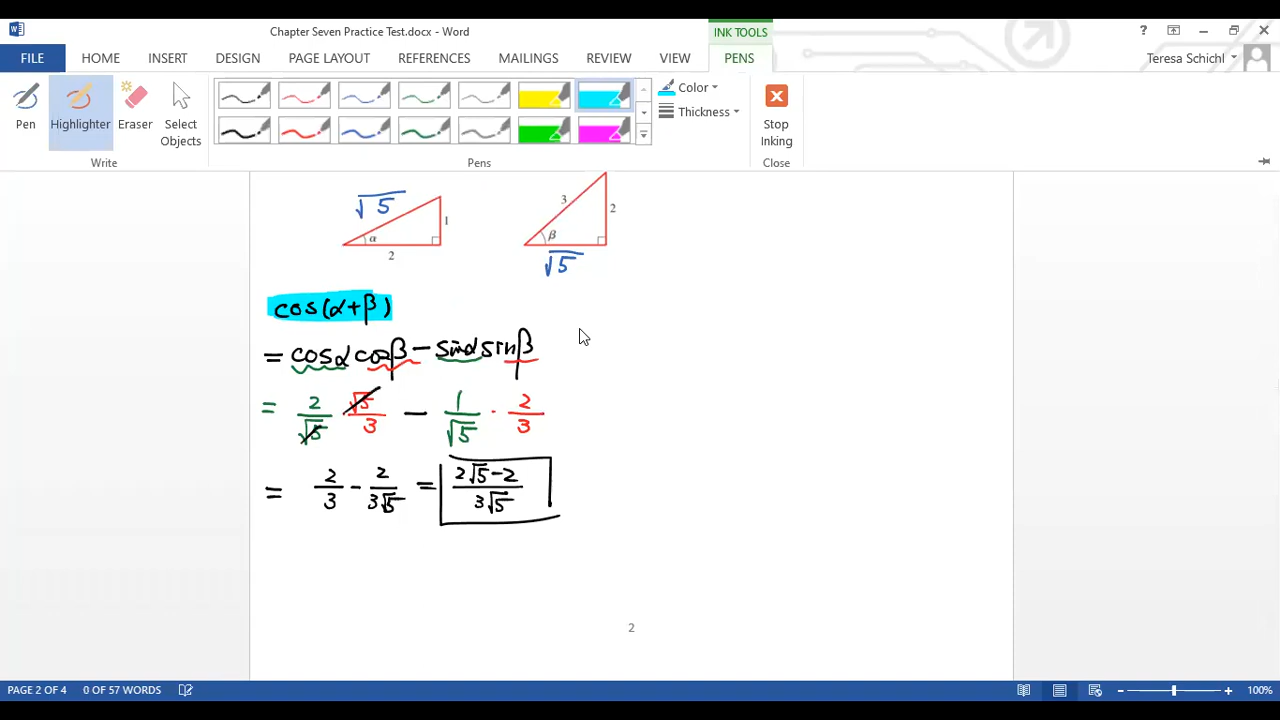 Chapter Seven Practice Test.docx - Word
INK TOOLS
?
FILE HOME INSERT DESIGN PAGE LAYOUT REFERENCES MAILINGS REVIEW VIEW PENS
Teresa Schichl
Pen Highlighter Eraser Select Objects
Color
Thickness
Stop Inking
Write Pens Close
√5 α 1 2
3 β 2 √5
cos(α+β)
= cosα cosβ − sinα sinβ
= 2/√5 √5/3 − 1/√5 · 2/3
= 2/3 − 2/3√5 = 2√5−2/3√5
2
PAGE 2 OF 4 0 OF 57 WORDS
100%